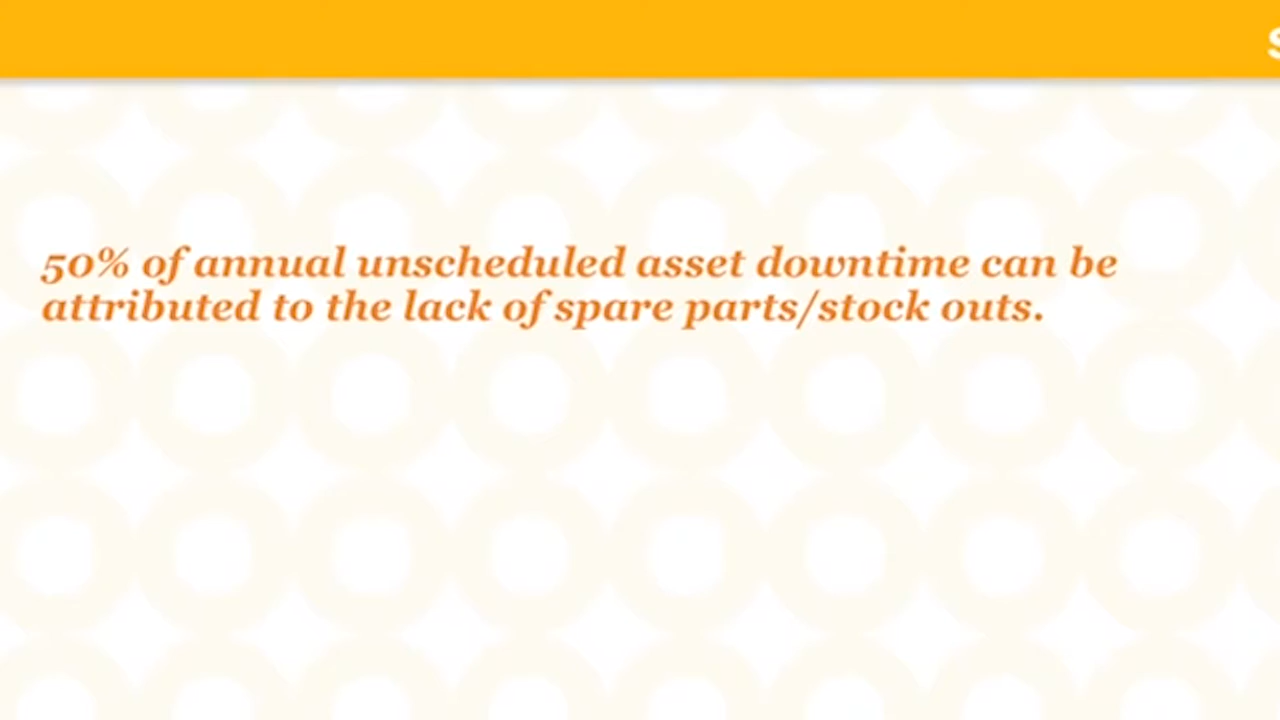 50% of annual unscheduled asset downtime can be
attributed to the lack of spare parts/stock outs.